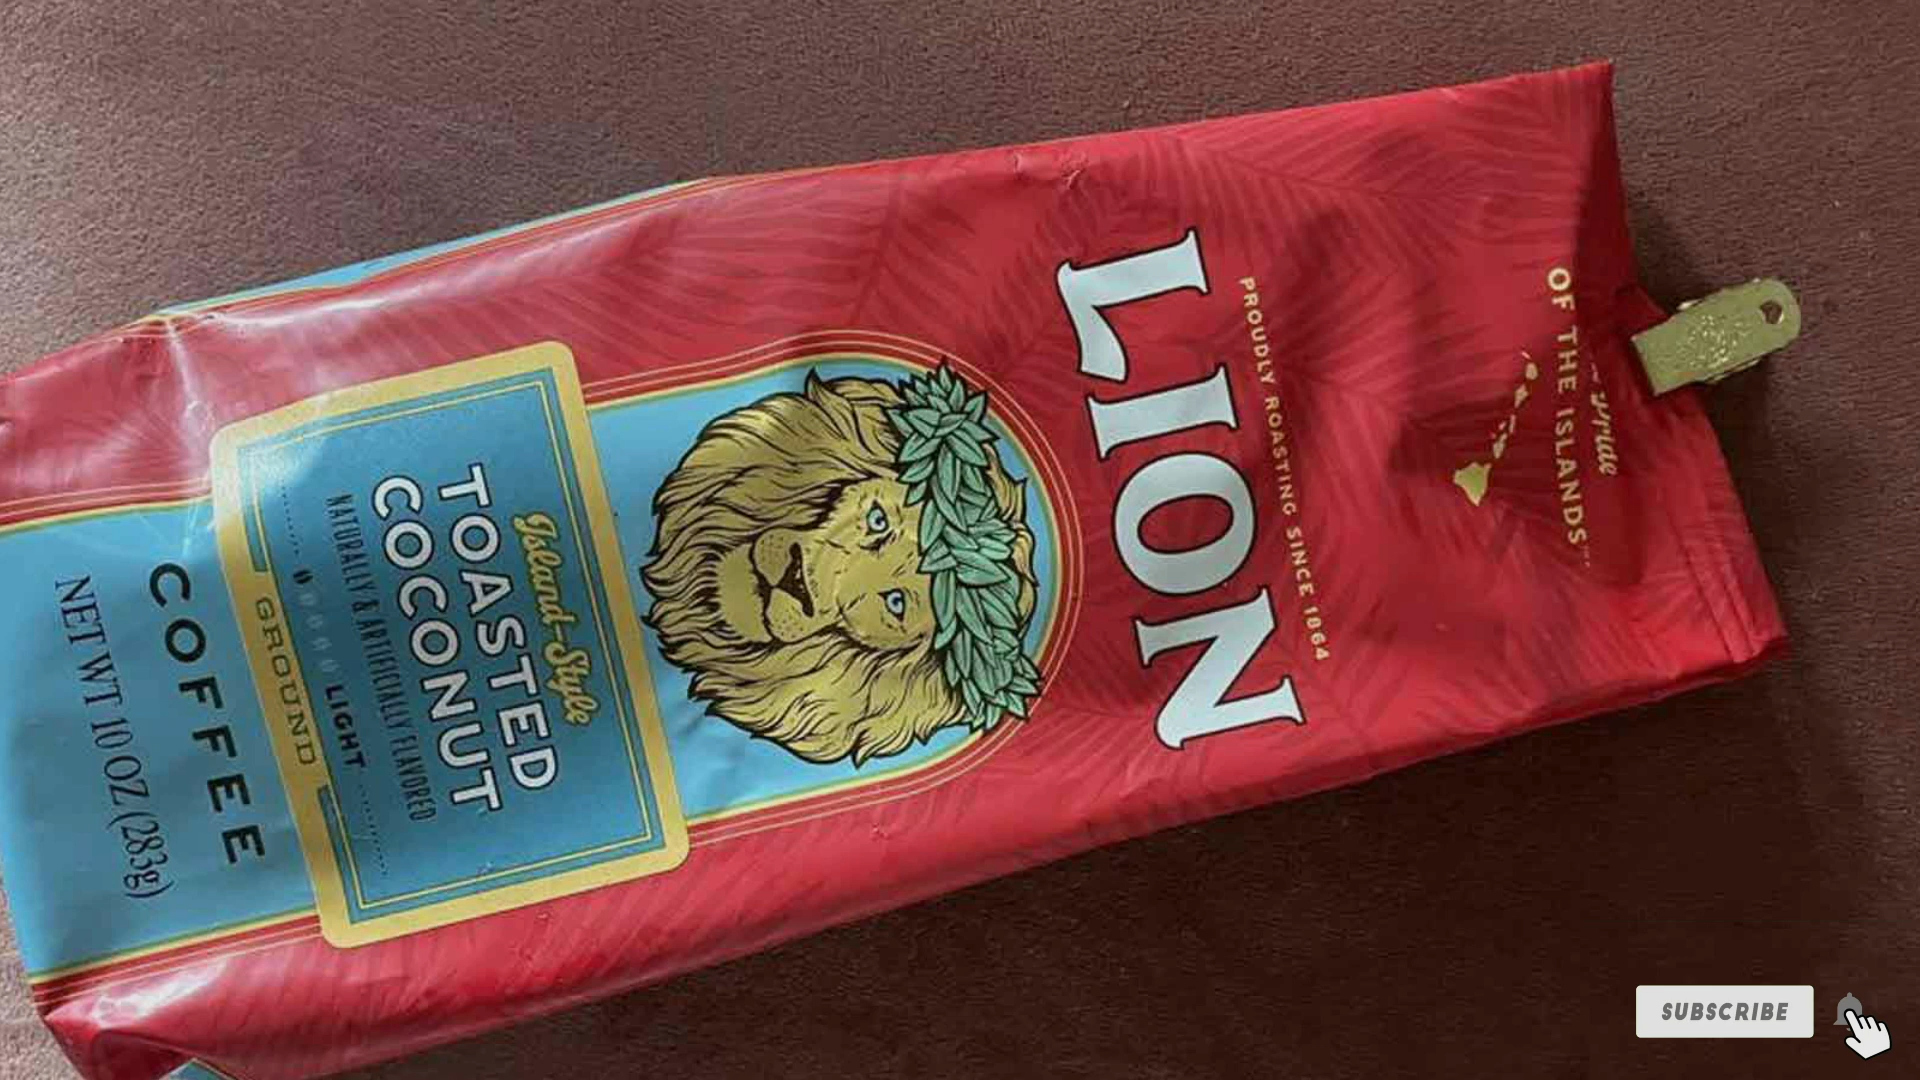 Pride
OF THE ISLANDS™
PROUDLY ROASTING SINCE 1864
LION
Island-Style
TOASTED
COCONUT
NATURALLY & ARTIFICIALLY FLAVORED
LIGHT
GROUND
COFFEE
NET WT 10 OZ (283g)
SUBSCRIBE